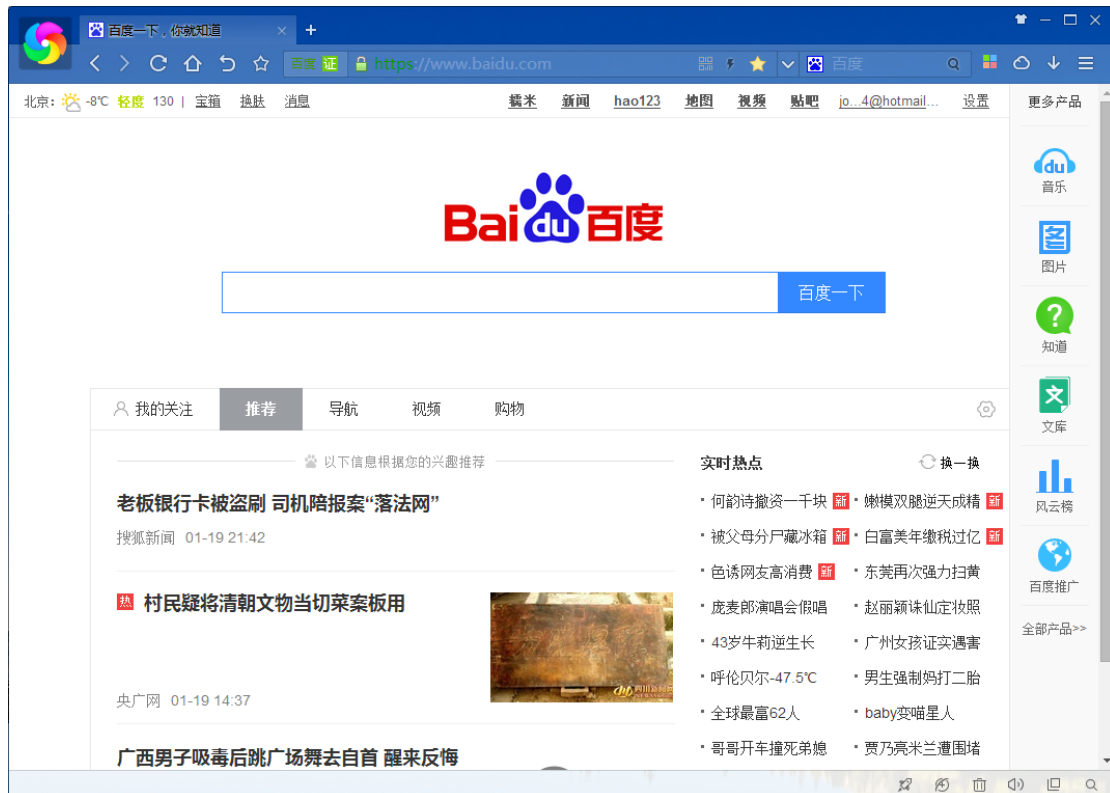 百度一下，你就知道
百度 证 https://www.baidu.com 百度
北京: -8℃ 轻度 130 | 宝箱 换肤 消息 糯米 新闻 hao123 地图 视频 贴吧 jo...4@hotmail... 设置 更多产品
Bai du 百度
百度一下
du
音乐
图片
知道
文库
风云榜
百度推广
全部产品>>
我的关注 推荐 导航 视频 购物
以下信息根据您的兴趣推荐
老板银行卡被盗刷 司机陪报案“落法网”
搜狐新闻 01-19 21:42
热 村民疑将清朝文物当切菜案板用
央广网 01-19 14:37
广西男子吸毒后跳广场舞去自首 醒来反悔
实时热点 换一换
何韵诗撤资一千块 新 嫩模双腿逆天成精 新
被父母分尸藏冰箱 新 白富美年缴税过亿 新
色诱网友高消费 新 东莞再次强力扫黄
庞麦郎演唱会假唱 赵丽颖诛仙定妆照
43岁牛莉逆生长 广州女孩证实遇害
呼伦贝尔-47.5℃ 男生强制妈打二胎
全球最富62人 baby变喵星人
哥哥开车撞死弟媳 贾乃亮米兰遭围堵